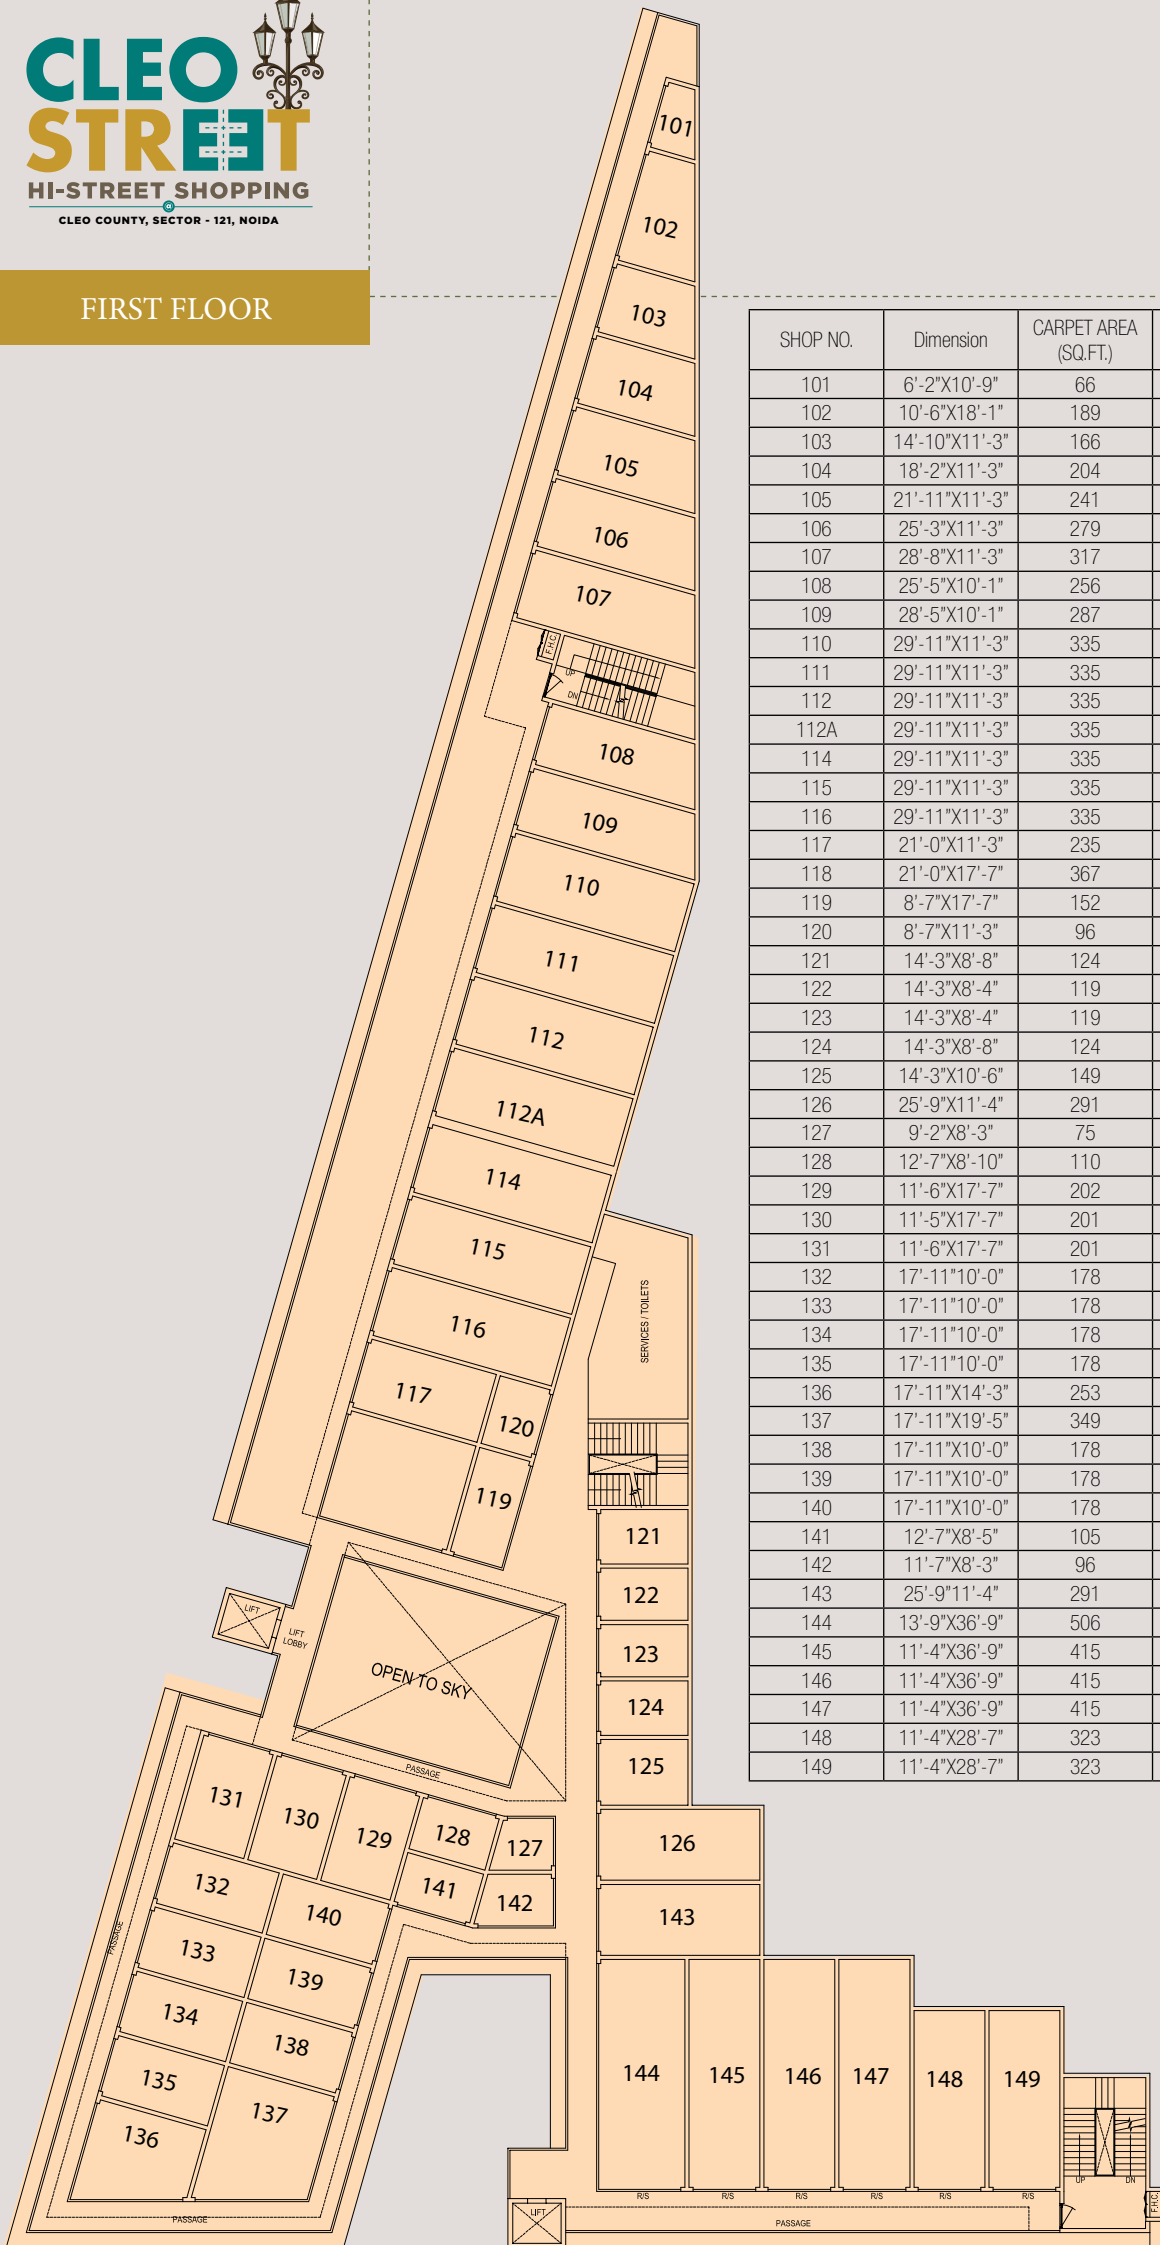 CLEO
STREET
HI-STREET SHOPPING
CLEO COUNTY, SECTOR - 121, NOIDA
FIRST FLOOR
SHOP NO. Dimension CARPET AREA (SQ.FT.)
101 6'-2"X10'-9" 66
102 10'-6"X18'-1" 189
103 14'-10"X11'-3" 166
104 18'-2"X11'-3" 204
105 21'-11"X11'-3" 241
106 25'-3"X11'-3" 279
107 28'-8"X11'-3" 317
108 25'-5"X10'-1" 256
109 28'-5"X10'-1" 287
110 29'-11"X11'-3" 335
111 29'-11"X11'-3" 335
112 29'-11"X11'-3" 335
112A 29'-11"X11'-3" 335
114 29'-11"X11'-3" 335
115 29'-11"X11'-3" 335
116 29'-11"X11'-3" 335
117 21'-0"X11'-3" 235
118 21'-0"X17'-7" 367
119 8'-7"X17'-7" 152
120 8'-7"X11'-3" 96
121 14'-3"X8'-8" 124
122 14'-3"X8'-4" 119
123 14'-3"X8'-4" 119
124 14'-3"X8'-8" 124
125 14'-3"X10'-6" 149
126 25'-9"X11'-4" 291
127 9'-2"X8'-3" 75
128 12'-7"X8'-10" 110
129 11'-6"X17'-7" 202
130 11'-5"X17'-7" 201
131 11'-6"X17'-7" 201
132 17'-11"10'-0" 178
133 17'-11"10'-0" 178
134 17'-11"10'-0" 178
135 17'-11"10'-0" 178
136 17'-11"X14'-3" 253
137 17'-11"X19'-5" 349
138 17'-11"X10'-0" 178
139 17'-11"X10'-0" 178
140 17'-11"X10'-0" 178
141 12'-7"X8'-5" 105
142 11'-7"X8'-3" 96
143 25'-9"11'-4" 291
144 13'-9"X36'-9" 506
145 11'-4"X36'-9" 415
146 11'-4"X36'-9" 415
147 11'-4"X36'-9" 415
148 11'-4"X28'-7" 323
149 11'-4"X28'-7" 323
101
102
103
104
105
106
107
F.H.C.
UP
DN
108
109
110
111
112
112A
114
115
116
117
120
119
SERVICES / TOILETS
121
122
123
124
125
126
143
LIFT
LIFT
LOBBY
OPEN TO SKY
PASSAGE
131
130
129
128
127
132
140
141
142
133
139
134
138
135
137
136
PASSAGE
PASSAGE
144
145
146
147
148
149
UP
DN
R/S
R/S
R/S
R/S
R/S
R/S
LIFT
PASSAGE
F.H.C.